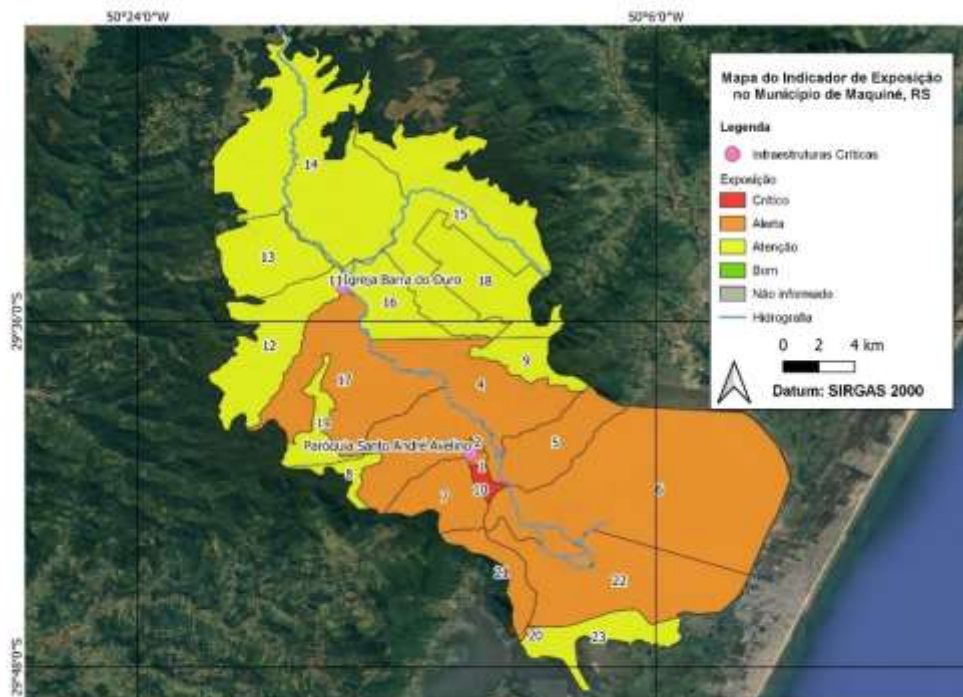 50°24'0"W
50°6'0"W
Mapa do Indicador de Exposição
no Município de Maquiné, RS
Legenda
Infraestruturas Críticas
Exposição
Crítico
Alerta
Atenção
Bom
Não informado
Hidrografia
0 2 4 km
Datum: SIRGAS 2000
29°36'0"S
29°48'0"S
14
15
13
11
Igreja Barra do Ouro
18
16
12
9
17
4
19
Paróquia Santo André Avelino
2
5
8
1
7
10
6
21
22
20
23